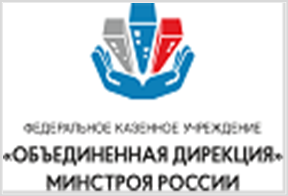 ФЕДЕРАЛЬНОЕ КАЗЕННОЕ УЧРЕЖДЕНИЕ
«ОБЪЕДИНЕННАЯ ДИРЕКЦИЯ»
МИНСТРОЯ РОССИИ